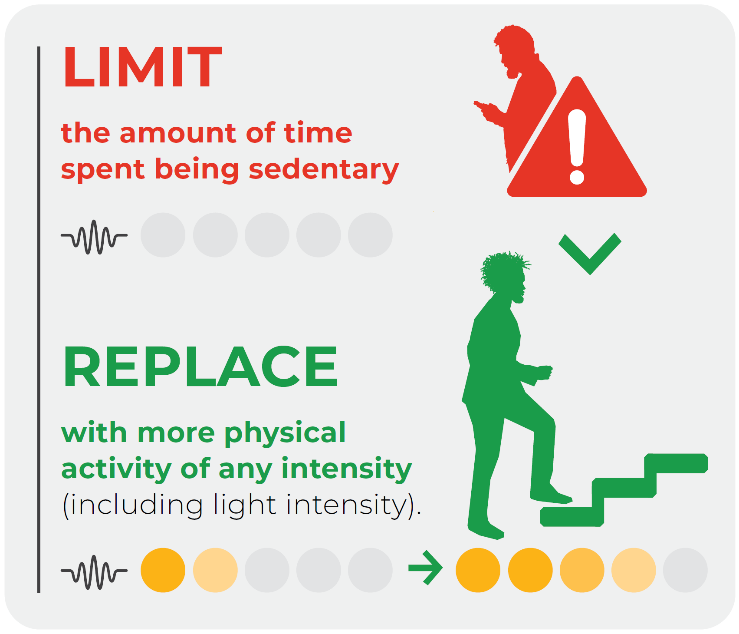 LIMIT
the amount of time
spent being sedentary
REPLACE
with more physical
activity of any intensity
(including light intensity).